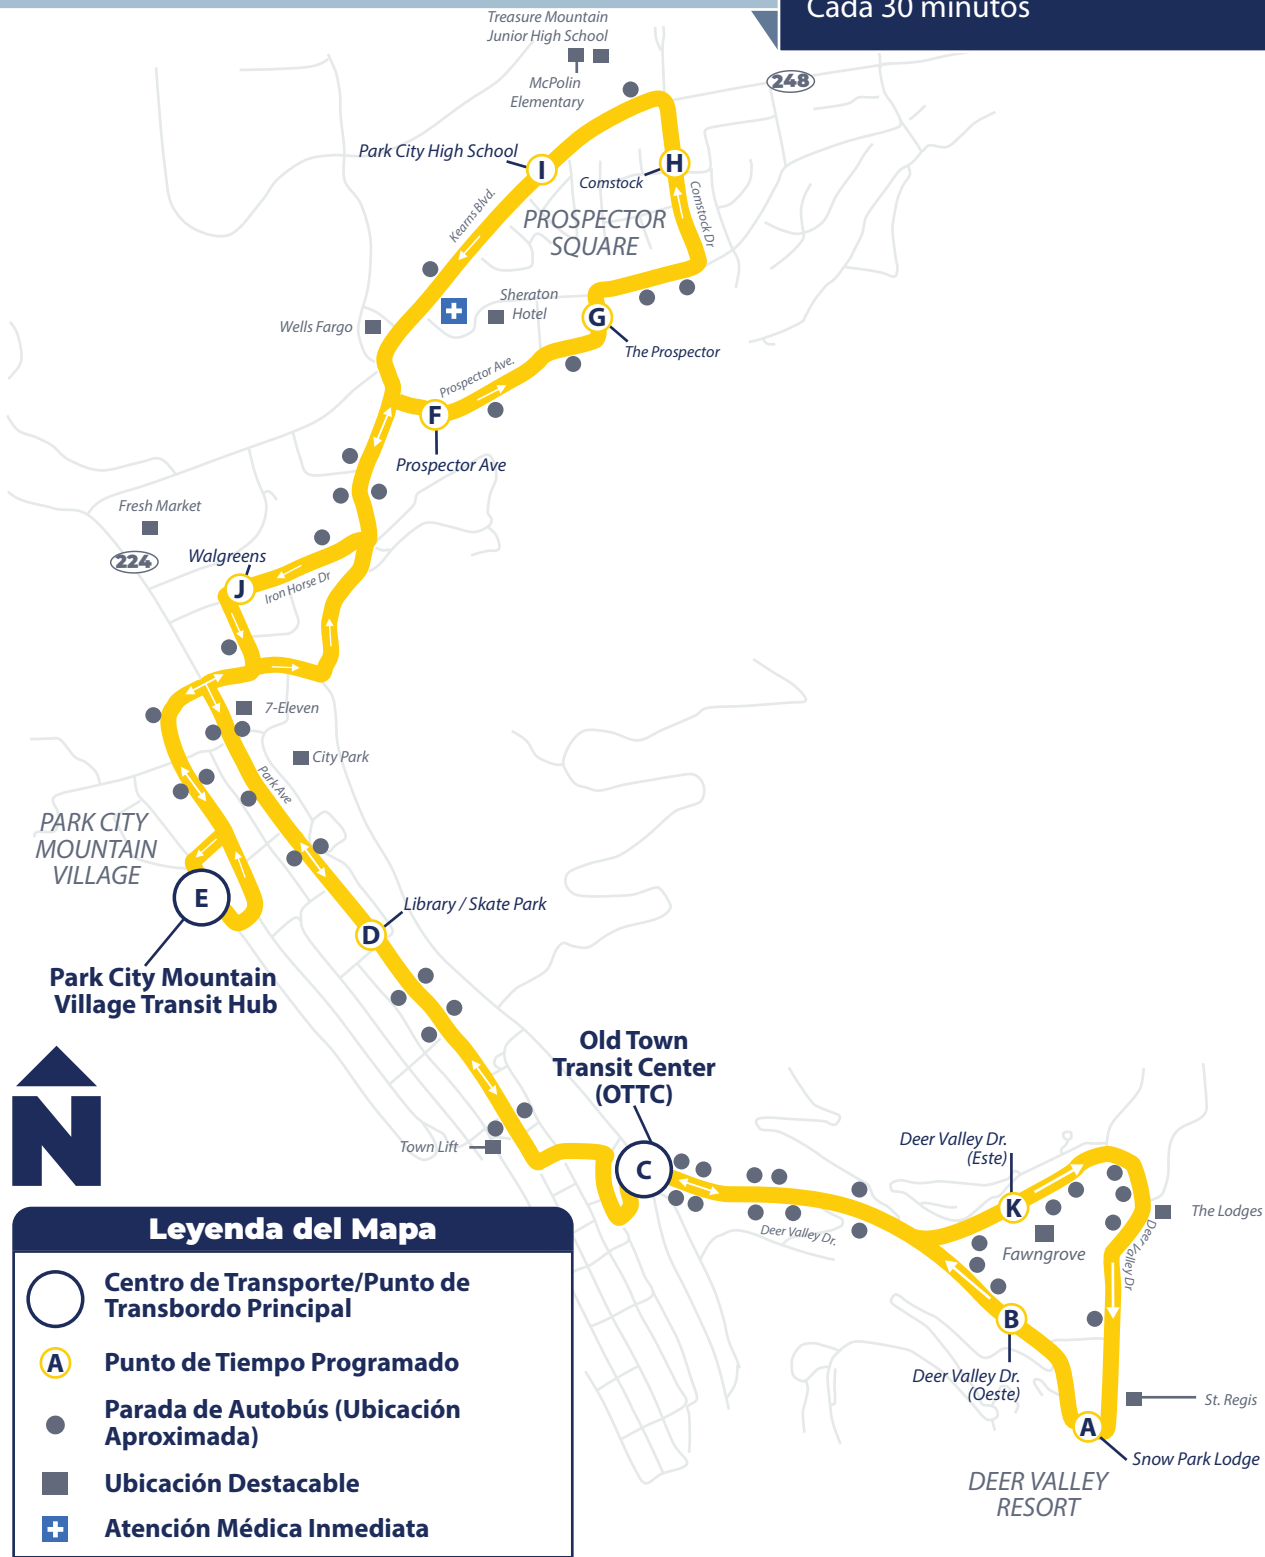 Cada 30 minutos
Treasure Mountain
Junior High School
McPolin
Elementary
248
Park City High School
I
H
Comstock
Comstock Dr
Kearns Blvd.
PROSPECTOR
SQUARE
Sheraton
Hotel
Wells Fargo
G
The Prospector
Prospector Ave.
F
Prospector Ave
Fresh Market
224
Walgreens
J
Iron Horse Dr
7-Eleven
City Park
Park Ave
PARK CITY
MOUNTAIN
VILLAGE
E
Library / Skate Park
D
Park City Mountain
Village Transit Hub
Old Town
Transit Center
(OTTC)
N
Town Lift
C
Deer Valley Dr.
(Este)
K
The Lodges
Fawngrove
Deer Valley Dr.
Deer Valley Dr
B
Deer Valley Dr.
(Oeste)
St. Regis
A
Snow Park Lodge
DEER VALLEY
RESORT
Leyenda del Mapa
Centro de Transporte/Punto de
Transbordo Principal
A
Punto de Tiempo Programado
Parada de Autobús (Ubicación
Aproximada)
Ubicación Destacable
Atención Médica Inmediata